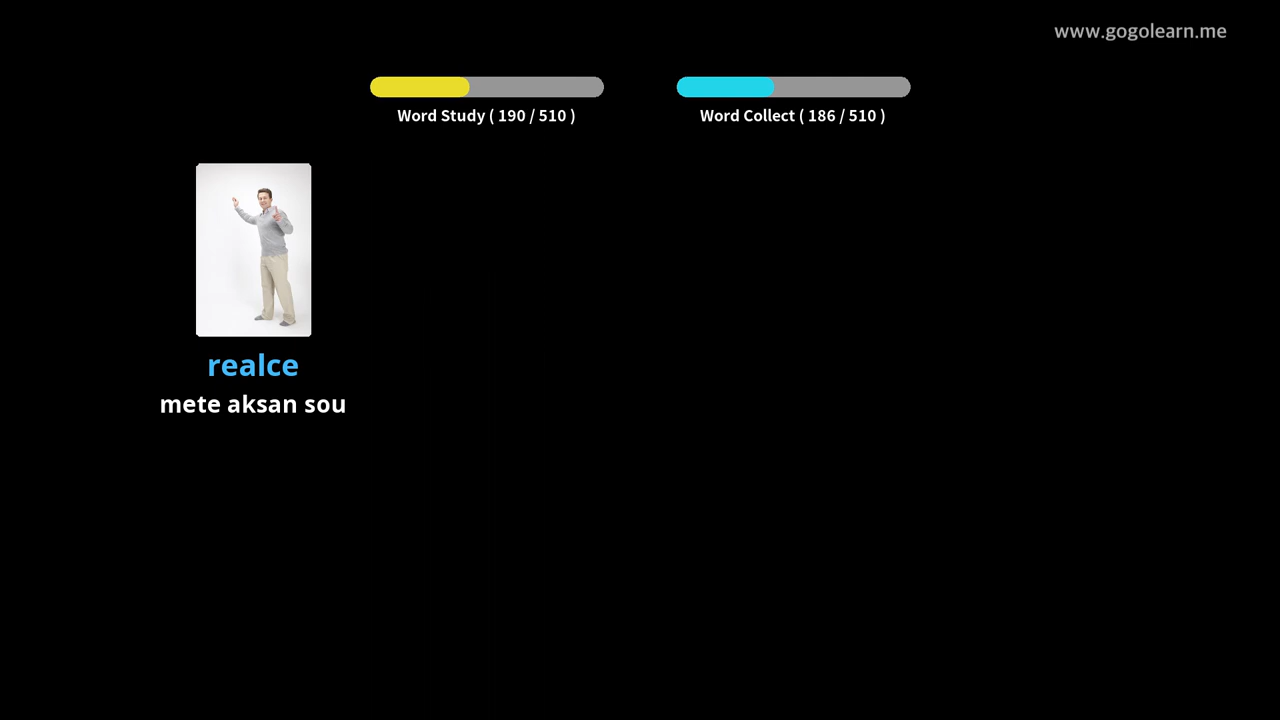 www.gogolearn.me
Word Study ( 190 / 510 )
Word Collect ( 186 / 510 )
realce
mete aksan sou